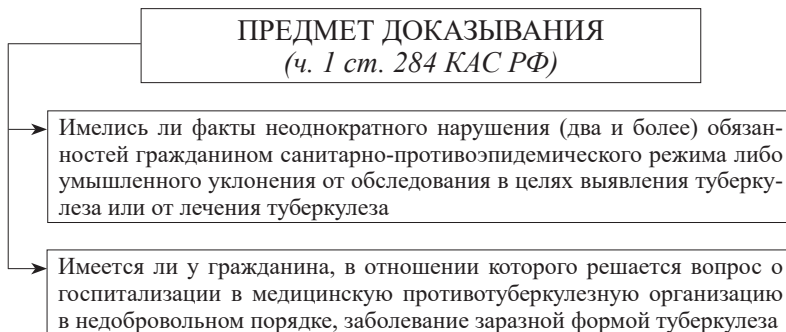 ПРЕДМЕТ ДОКАЗЫВАНИЯ
(ч. 1 ст. 284 КАС РФ)
Имелись ли факты неоднократного нарушения (два и более) обязан-
ностей гражданином санитарно-противоэпидемического режима либо
умышленного уклонения от обследования в целях выявления туберку-
леза или от лечения туберкулеза
Имеется ли у гражданина, в отношении которого решается вопрос о
госпитализации в медицинскую противотуберкулезную организацию
в недобровольном порядке, заболевание заразной формой туберкулеза